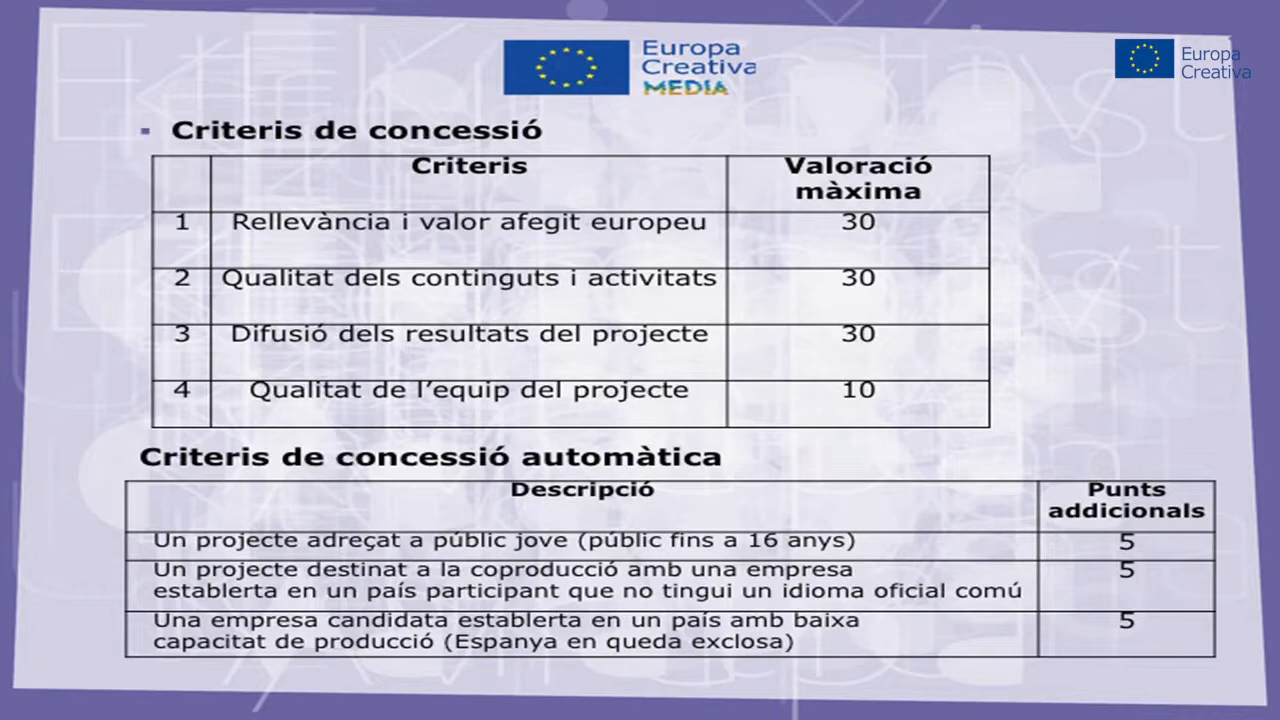 Europa
Creativa
MEDIA
Europa
Creativa
▪ Criteris de concessió
Criteris Valoració
màxima
1 Rellevància i valor afegit europeu 30
2 Qualitat dels continguts i activitats 30
3 Difusió dels resultats del projecte 30
4 Qualitat de l’equip del projecte 10
Criteris de concessió automàtica
Descripció Punts
addicionals
Un projecte adreçat a públic jove (públic fins a 16 anys) 5
Un projecte destinat a la coproducció amb una empresa 5
establerta en un país participant que no tingui un idioma oficial comú
Una empresa candidata establerta en un país amb baixa 5
capacitat de producció (Espanya en queda exclosa)